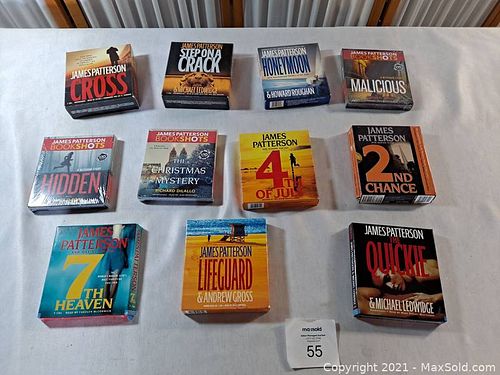 JAMES PATTERSON
CROSS
JAMES PATTERSON
STEP ON A
CRACK
& MICHAEL LEDWIDGE
JAMES PATTERSON
HONEYMOON
& HOWARD ROUGHAN
JAMES PATTERSON
BOOKSHOTS
MALICIOUS
JAMES PATTERSON
BOOKSHOTS
HIDDEN
JAMES PATTERSON
BOOKSHOTS
THE
CHRISTMAS
MYSTERY
RICHARD DILALLO
JAMES
PATTERSON
4TH
OF JULY
JAMES
PATTERSON
2ND
CHANCE
JAMES
PATTERSON
7TH
HEAVEN
JAMES PATTERSON
LIFEGUARD
& ANDREW GROSS
JAMES PATTERSON
THE
QUICKIE
& MICHAEL LEDWIDGE
maxsold
55
Copyright © 2021 - MaxSold.com